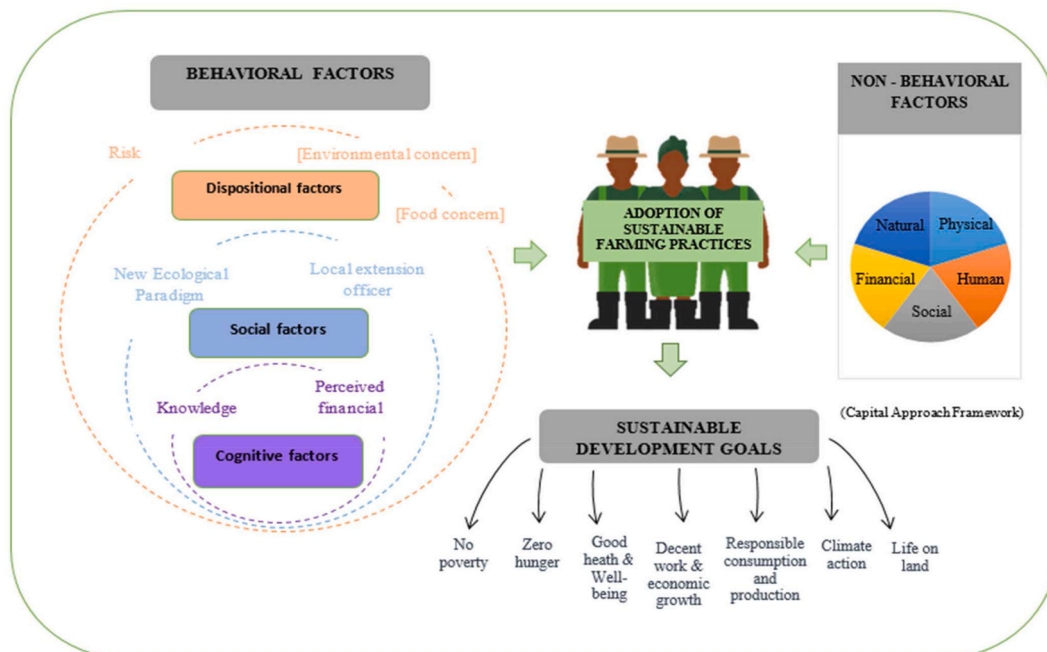 BEHAVIORAL FACTORS
Risk
[Environmental concern]
Dispositional factors
[Food concern]
New Ecological
Paradigm
Local extension
officer
Social factors
Knowledge
Perceived
financial
Cognitive factors
ADOPTION OF
SUSTAINABLE
FARMING PRACTICES
NON - BEHAVIORAL
FACTORS
Natural
Physical
Financial
Human
Social
(Capital Approach Framework)
SUSTAINABLE
DEVELOPMENT GOALS
No
poverty
Zero
hunger
Good
heath &
Well-
being
Decent
work &
economic
growth
Responsible
consumption
and
production
Climate
action
Life on
land